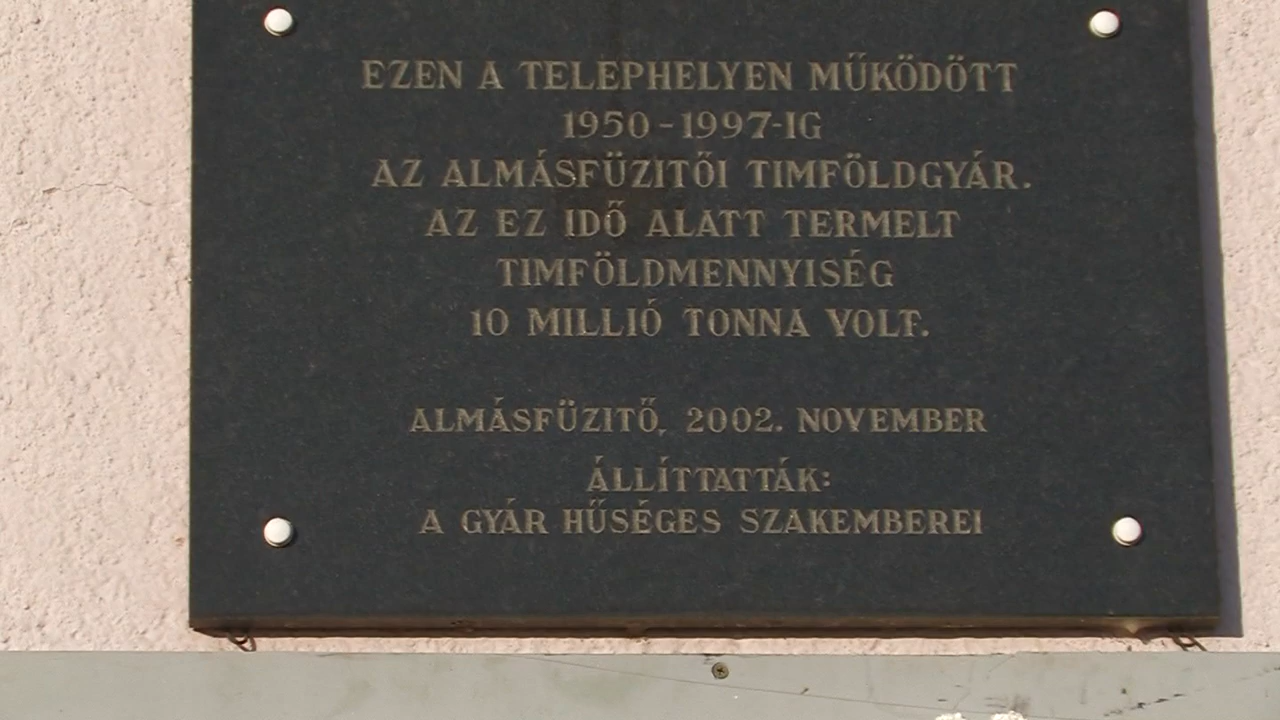 EZEN A TELEPHELYEN MŰKÖDÖTT
1950-1997-IG
AZ ALMÁSFÜZITŐI TIMFÖLDGYÁR.
AZ EZ IDŐ ALATT TERMELT
TIMFÖLDMENNYISÉG
10 MILLIÓ TONNA VOLT.
ALMÁSFÜZITŐ, 2002. NOVEMBER
ÁLLÍTTATTÁK:
A GYÁR HŰSÉGES SZAKEMBEREI